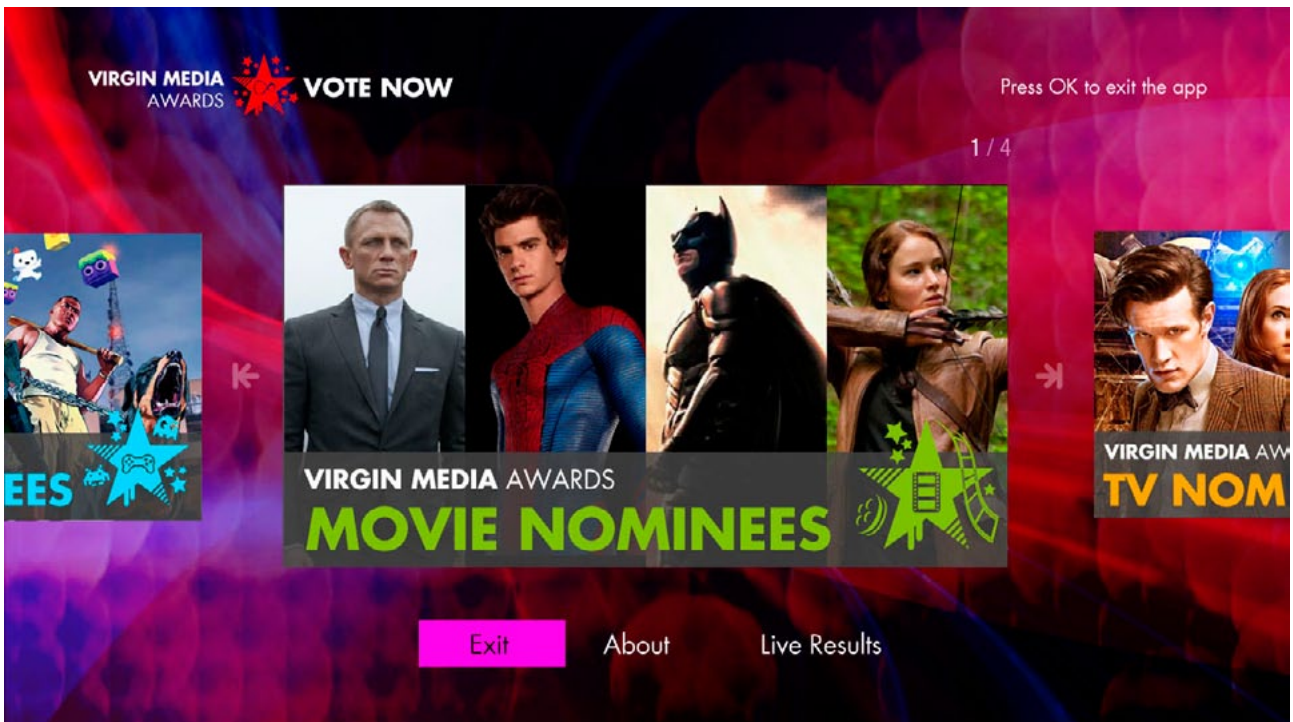 VIRGIN MEDIA
AWARDS
VOTE NOW
Press OK to exit the app
1 / 4
EES
VIRGIN MEDIA AWARDS
MOVIE NOMINEES
VIRGIN MEDIA AW
TV NOM
Exit
About
Live Results